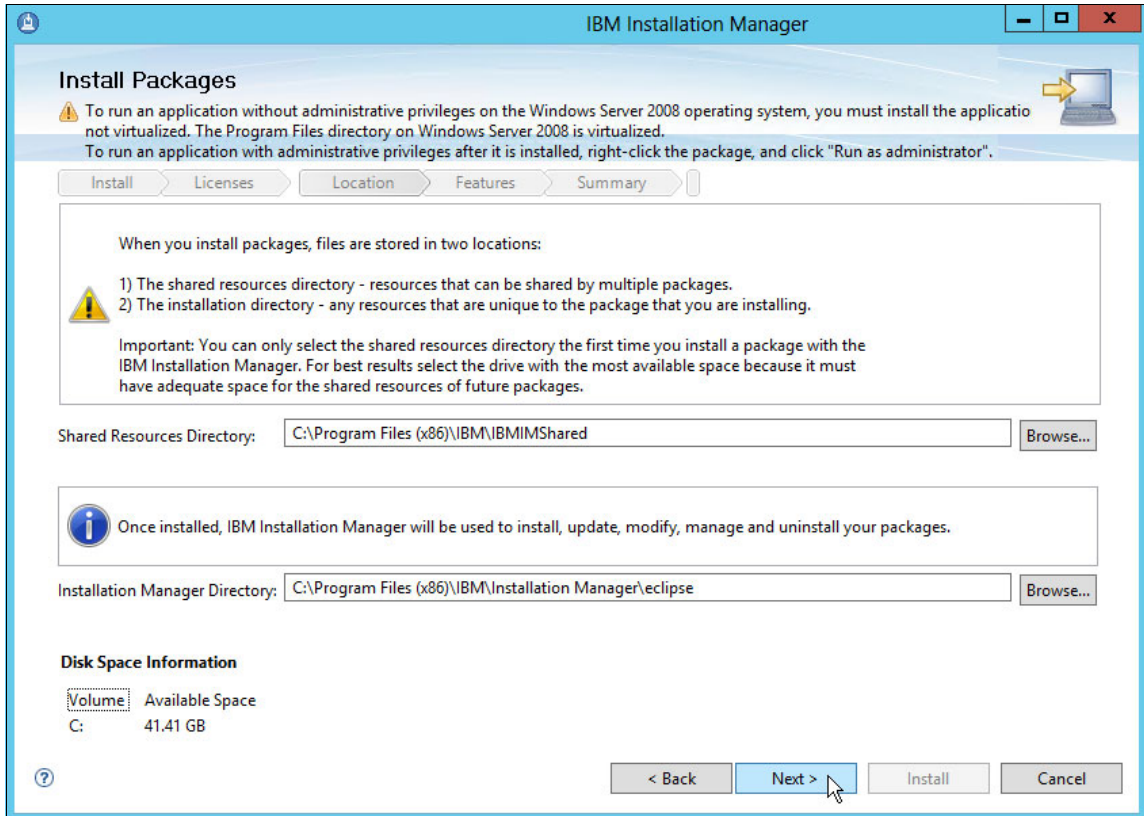 IBM Installation Manager
Install Packages
To run an application without administrative privileges on the Windows Server 2008 operating system, you must install the applicatio
not virtualized. The Program Files directory on Windows Server 2008 is virtualized.
To run an application with administrative privileges after it is installed, right-click the package, and click "Run as administrator".
Install Licenses Location Features Summary
When you install packages, files are stored in two locations:
1) The shared resources directory - resources that can be shared by multiple packages.
2) The installation directory - any resources that are unique to the package that you are installing.
Important: You can only select the shared resources directory the first time you install a package with the
IBM Installation Manager. For best results select the drive with the most available space because it must
have adequate space for the shared resources of future packages.
Shared Resources Directory: C:\Program Files (x86)\IBM\IBMIMShared Browse...
Once installed, IBM Installation Manager will be used to install, update, modify, manage and uninstall your packages.
Installation Manager Directory: C:\Program Files (x86)\IBM\Installation Manager\eclipse Browse...
Disk Space Information
Volume Available Space
C: 41.41 GB
? < Back Next > Install Cancel